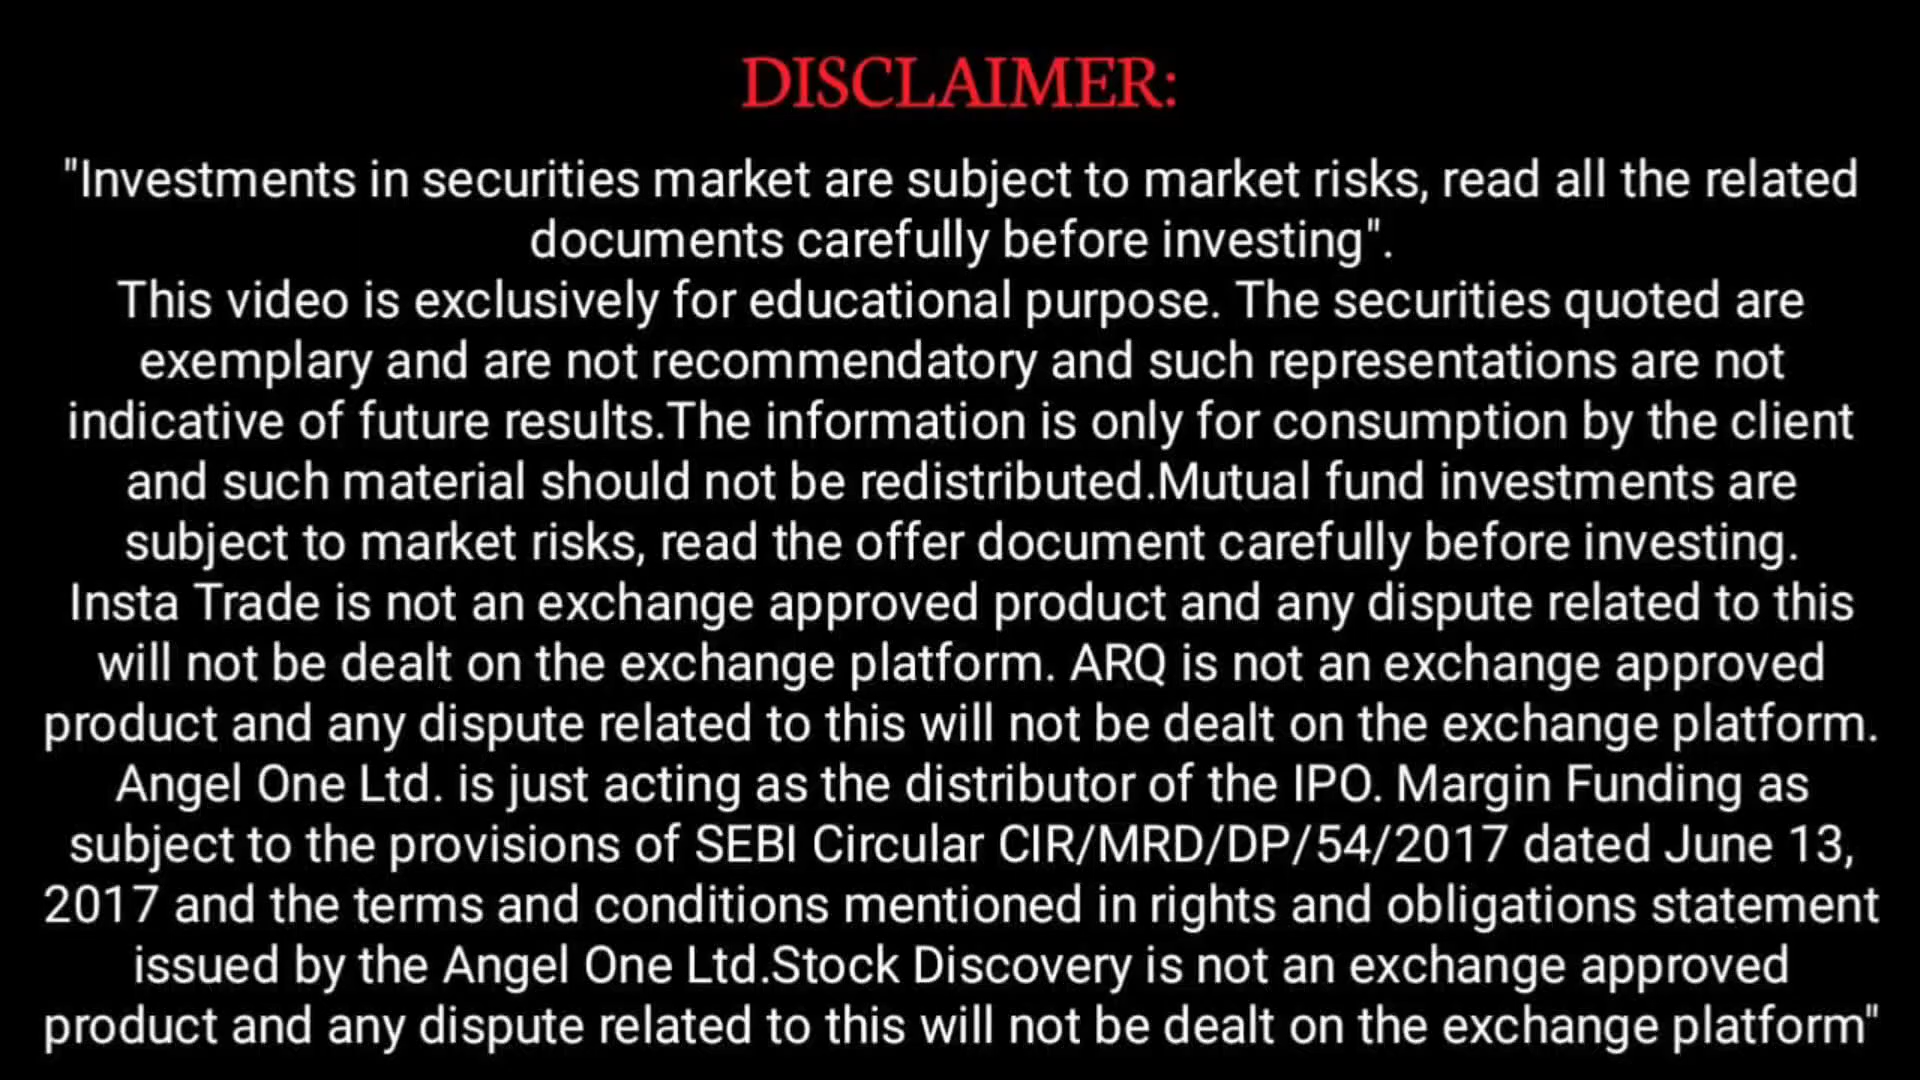 DISCLAIMER:
"Investments in securities market are subject to market risks, read all the related
documents carefully before investing".
This video is exclusively for educational purpose. The securities quoted are
exemplary and are not recommendatory and such representations are not
indicative of future results.The information is only for consumption by the client
and such material should not be redistributed.Mutual fund investments are
subject to market risks, read the offer document carefully before investing.
Insta Trade is not an exchange approved product and any dispute related to this
will not be dealt on the exchange platform. ARQ is not an exchange approved
product and any dispute related to this will not be dealt on the exchange platform.
Angel One Ltd. is just acting as the distributor of the IPO. Margin Funding as
subject to the provisions of SEBI Circular CIR/MRD/DP/54/2017 dated June 13,
2017 and the terms and conditions mentioned in rights and obligations statement
issued by the Angel One Ltd.Stock Discovery is not an exchange approved
product and any dispute related to this will not be dealt on the exchange platform"